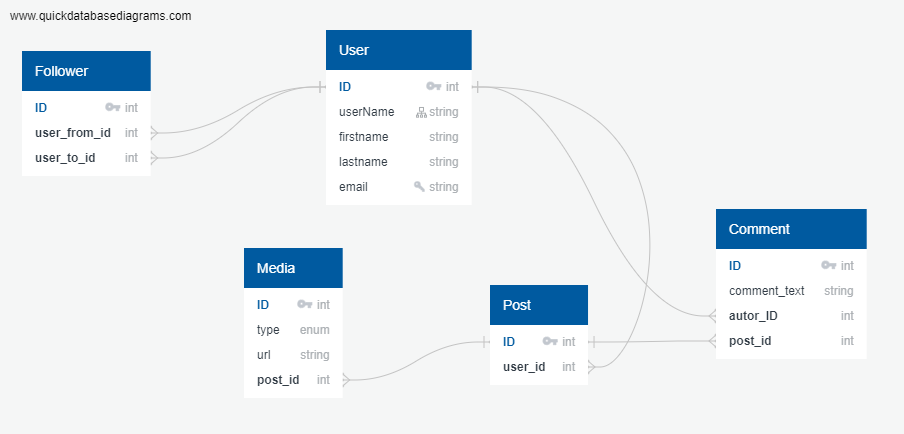 www.quickdatabasediagrams.com
Follower
ID int
user_from_id int
user_to_id int
User
ID int
userName string
firstname string
lastname string
email string
Media
ID int
type enum
url string
post_id int
Post
ID int
user_id int
Comment
ID int
comment_text string
autor_ID int
post_id int